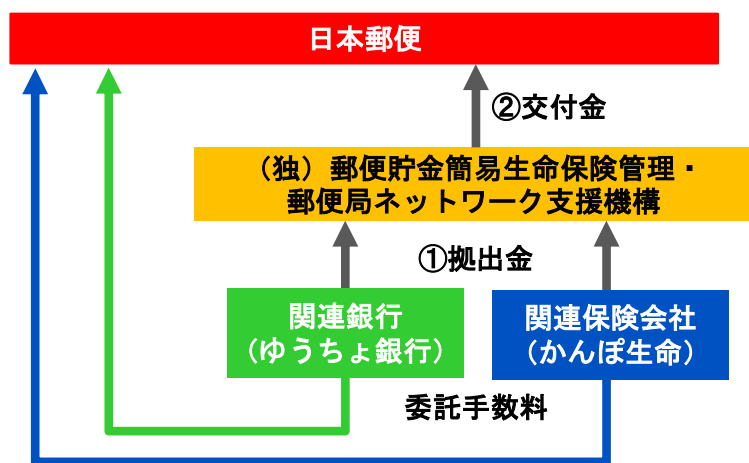 日本郵便
②交付金
（独）郵便貯金簡易生命保険管理・
郵便局ネットワーク支援機構
①拠出金
関連銀行
（ゆうちょ銀行）
関連保険会社
（かんぽ生命）
委託手数料